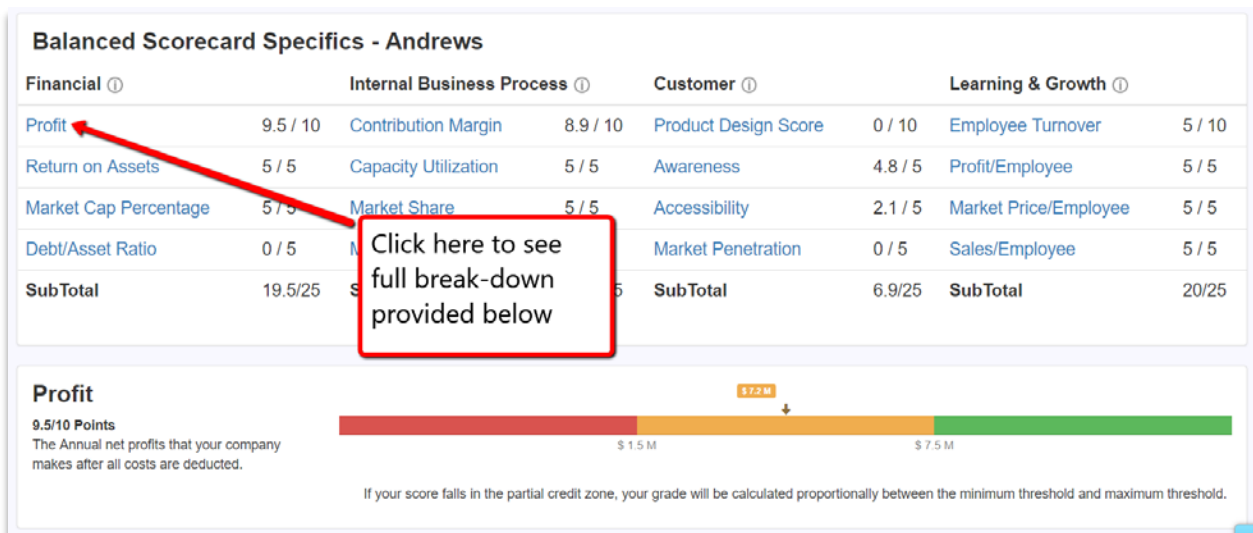 Balanced Scorecard Specifics - Andrews
Financial ⓘ Internal Business Process ⓘ Customer ⓘ Learning & Growth ⓘ
Profit 9.5 / 10 Contribution Margin 8.9 / 10 Product Design Score 0 / 10 Employee Turnover 5 / 10
Return on Assets 5 / 5 Capacity Utilization 5 / 5 Awareness 4.8 / 5 Profit/Employee 5 / 5
Market Cap Percentage 5 / 5 Market Share 5 / 5 Accessibility 2.1 / 5 Market Price/Employee 5 / 5
Debt/Asset Ratio 0 / 5 Market Penetration 0 / 5 Sales/Employee 5 / 5
SubTotal 19.5/25 SubTotal 6.9/25 SubTotal 20/25
Click here to see
full break-down
provided below
Profit
$ 7.2 M
9.5/10 Points
The Annual net profits that your company
makes after all costs are deducted.
$ 1.5 M $ 7.5 M
If your score falls in the partial credit zone, your grade will be calculated proportionally between the minimum threshold and maximum threshold.